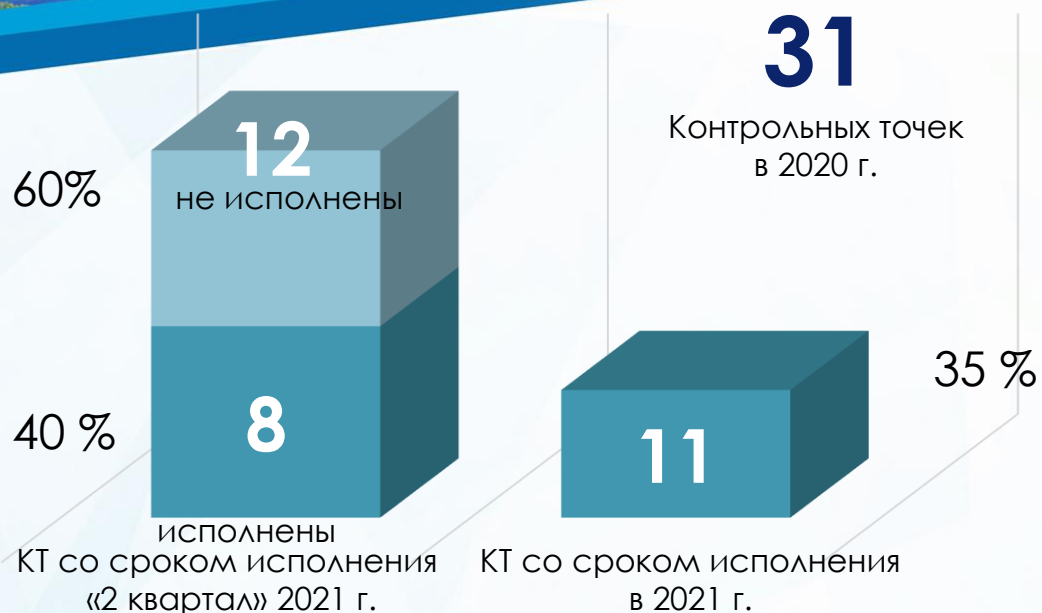 31
Контрольных точек
в 2020 г.
12
не исполнены
60%
8
40 %
35 %
11
исполнены
КТ со сроком исполнения
«2 квартал» 2021 г.
КТ со сроком исполнения
в 2021 г.